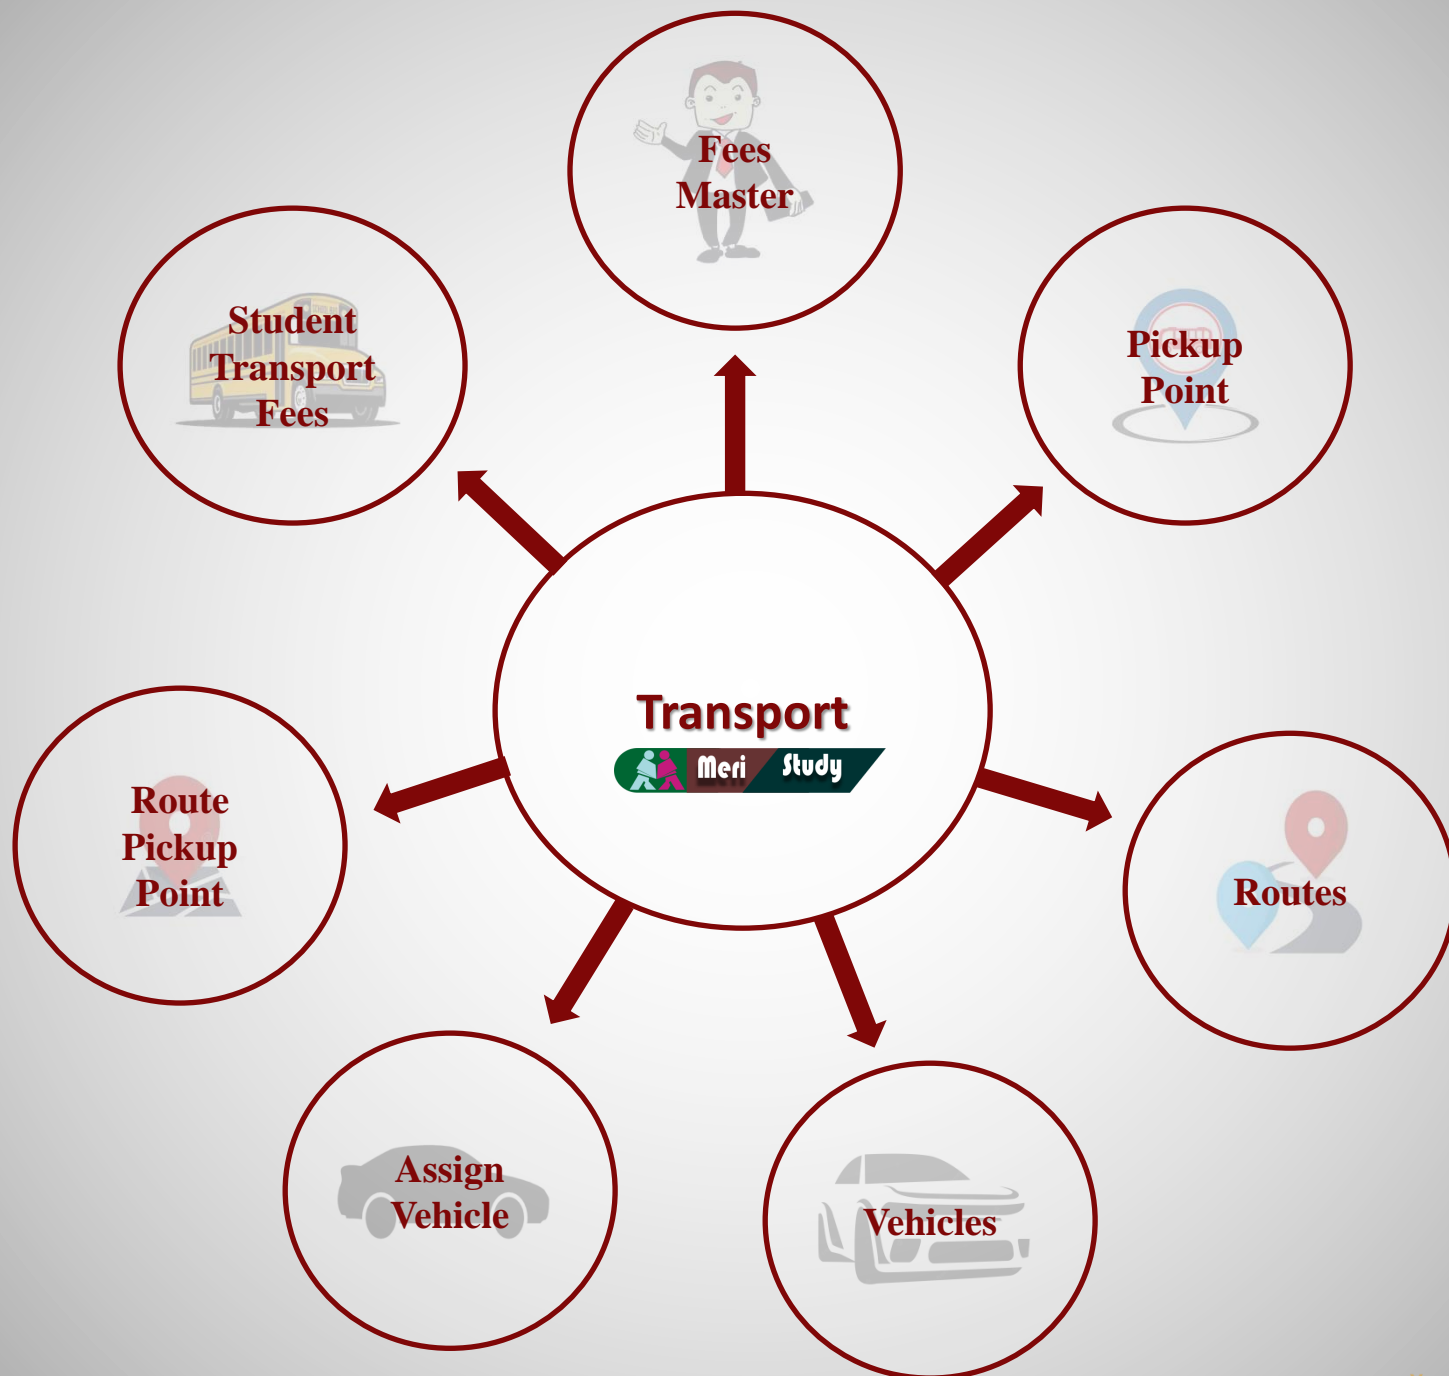 Fees
Master
Student
Transport
Fees
Pickup
Point
Transport
Meri Study
Route
Pickup
Point
Routes
Assign
Vehicle
Vehicles